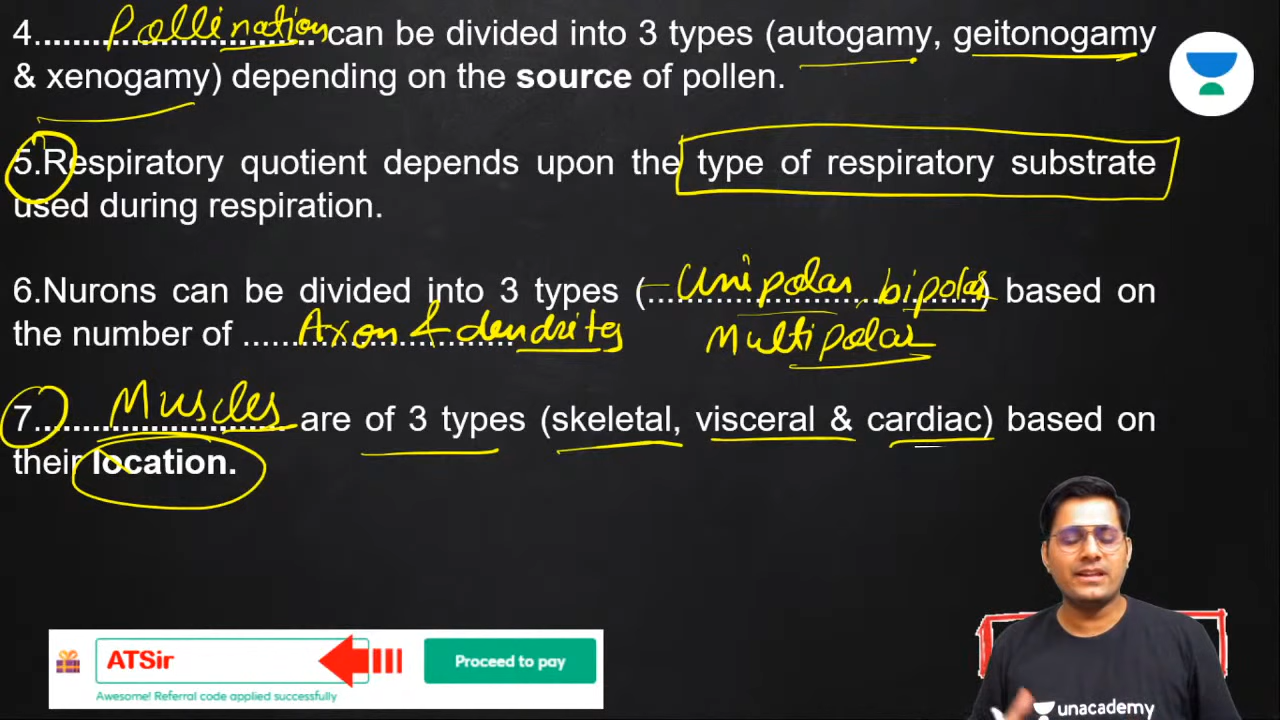 4............Pollination............can be divided into 3 types (autogamy, geitonogamy
& xenogamy) depending on the source of pollen.
5.Respiratory quotient depends upon the type of respiratory substrate
used during respiration.
6.Nurons can be divided into 3 types (....Unipolar, bipolar....) based on
Multipolar
the number of ......Axon & dendrites......
7............Muscles............ are of 3 types (skeletal, visceral & cardiac) based on
their location.
ATSir
Proceed to pay
Awesome! Referral code applied successfully
unacademy